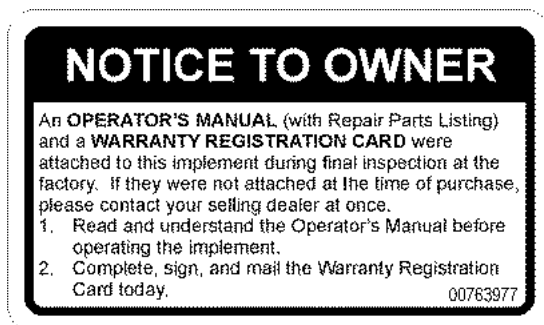 NOTICE TO OWNER
An OPERATOR'S MANUAL (with Repair Parts Listing)
and a WARRANTY REGISTRATION CARD were
attached to this implement during final inspection at the
factory. If they were not attached at the time of purchase,
please contact your selling dealer at once.
1. Read and understand the Operator's Manual before
operating the implement.
2. Complete, sign, and mail the Warranty Registration
Card today.
00763977